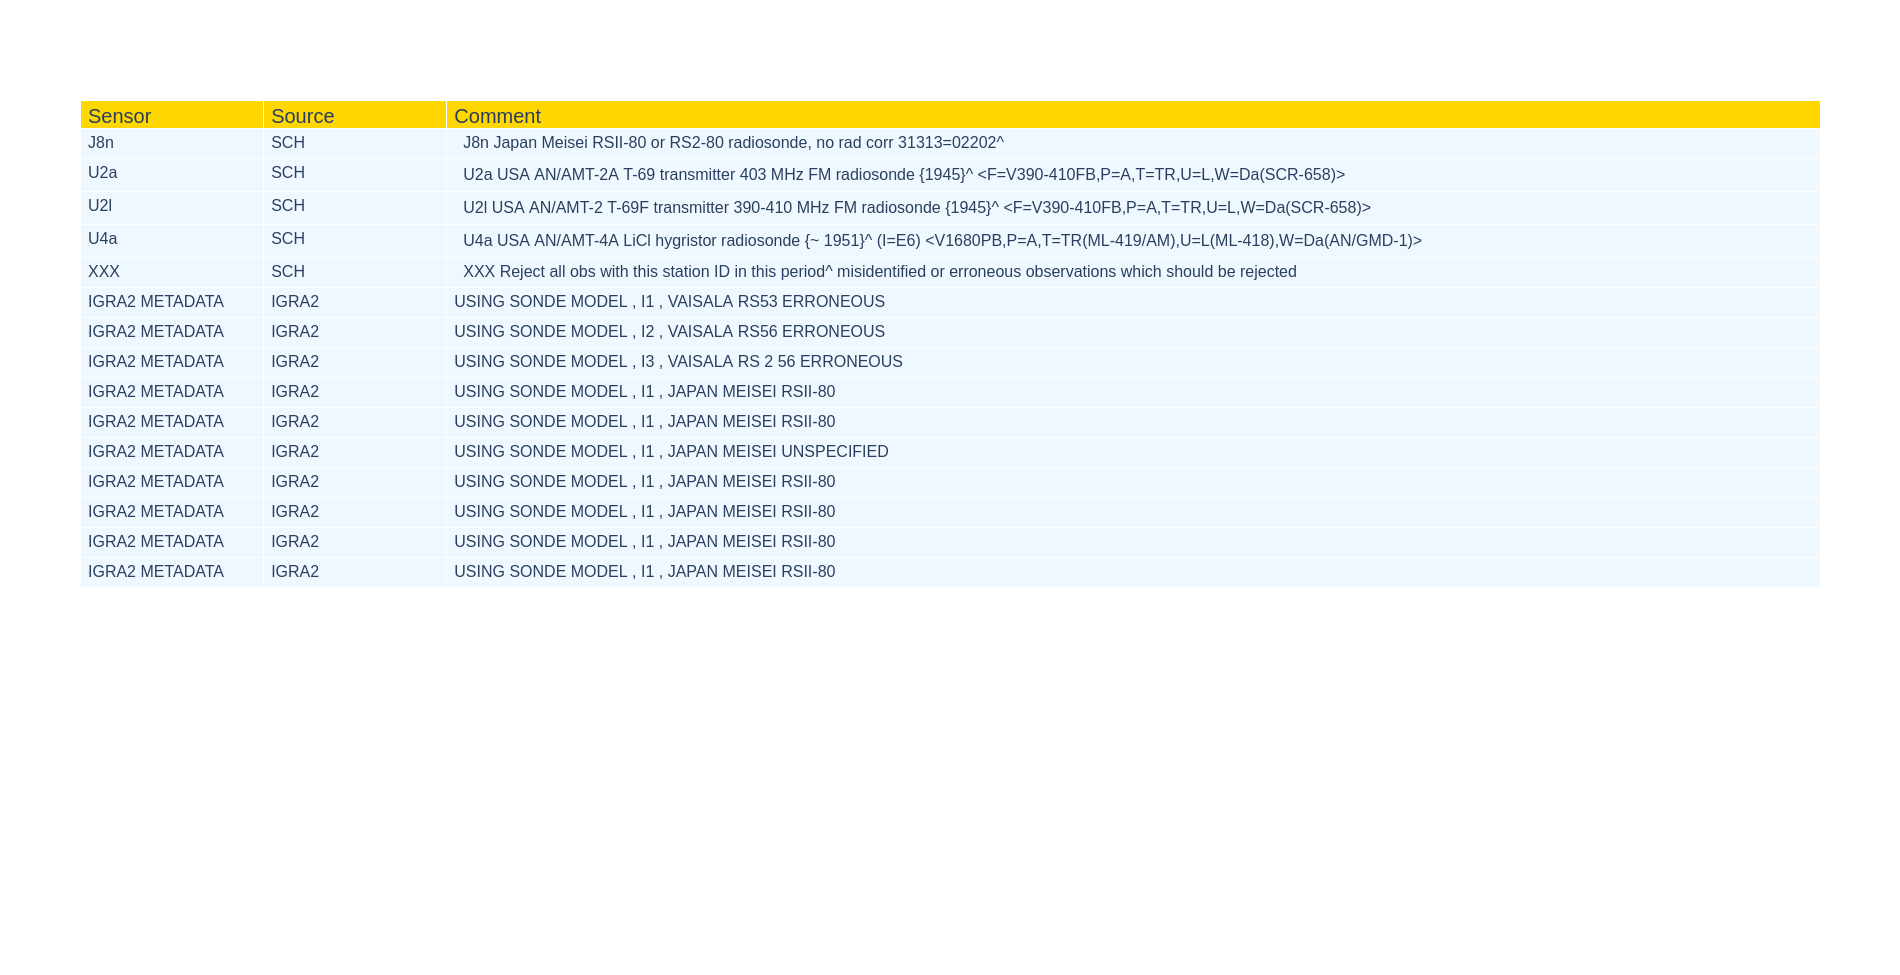 Sensor Source Comment
J8n SCH J8n Japan Meisei RSII-80 or RS2-80 radiosonde, no rad corr 31313=02202^
U2a SCH U2a USA AN/AMT-2A T-69 transmitter 403 MHz FM radiosonde {1945}^ <F=V390-410FB,P=A,T=TR,U=L,W=Da(SCR-658)>
U2l SCH U2l USA AN/AMT-2 T-69F transmitter 390-410 MHz FM radiosonde {1945}^ <F=V390-410FB,P=A,T=TR,U=L,W=Da(SCR-658)>
U4a SCH U4a USA AN/AMT-4A LiCl hygristor radiosonde {~ 1951}^ (I=E6) <V1680PB,P=A,T=TR(ML-419/AM),U=L(ML-418),W=Da(AN/GMD-1)>
XXX SCH XXX Reject all obs with this station ID in this period^ misidentified or erroneous observations which should be rejected
IGRA2 METADATA IGRA2 USING SONDE MODEL , I1 , VAISALA RS53 ERRONEOUS
IGRA2 METADATA IGRA2 USING SONDE MODEL , I2 , VAISALA RS56 ERRONEOUS
IGRA2 METADATA IGRA2 USING SONDE MODEL , I3 , VAISALA RS 2 56 ERRONEOUS
IGRA2 METADATA IGRA2 USING SONDE MODEL , I1 , JAPAN MEISEI RSII-80
IGRA2 METADATA IGRA2 USING SONDE MODEL , I1 , JAPAN MEISEI RSII-80
IGRA2 METADATA IGRA2 USING SONDE MODEL , I1 , JAPAN MEISEI UNSPECIFIED
IGRA2 METADATA IGRA2 USING SONDE MODEL , I1 , JAPAN MEISEI RSII-80
IGRA2 METADATA IGRA2 USING SONDE MODEL , I1 , JAPAN MEISEI RSII-80
IGRA2 METADATA IGRA2 USING SONDE MODEL , I1 , JAPAN MEISEI RSII-80
IGRA2 METADATA IGRA2 USING SONDE MODEL , I1 , JAPAN MEISEI RSII-80